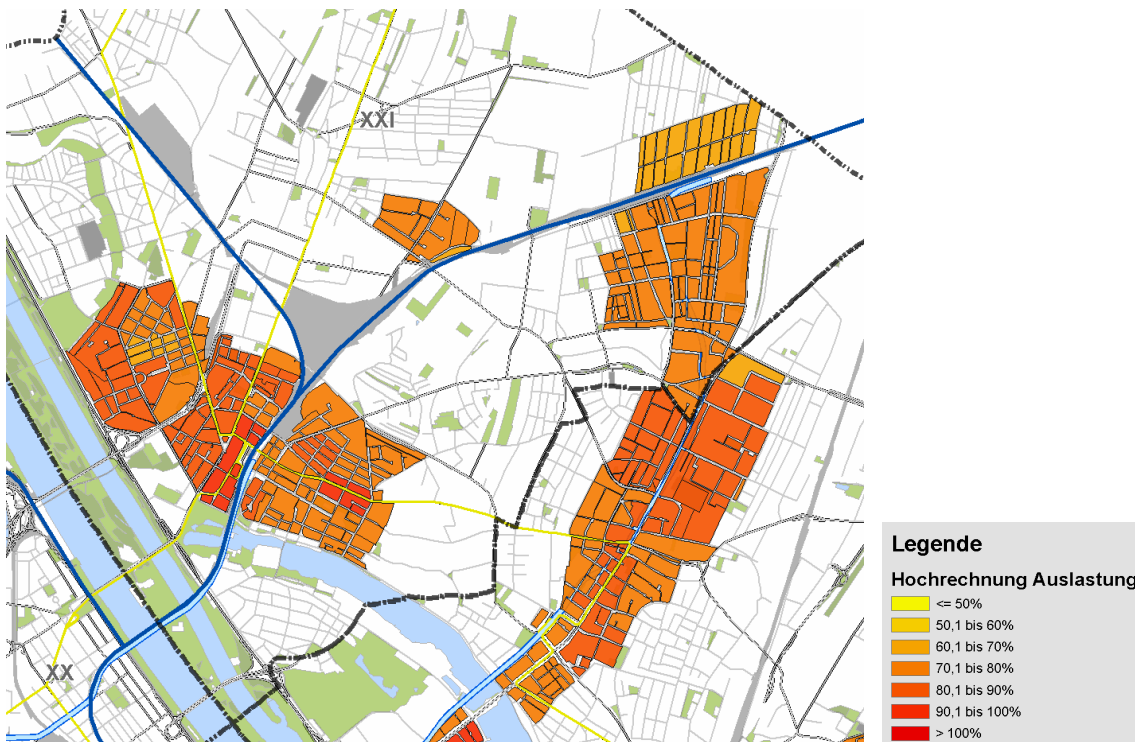 XXI
XX
Legende
Hochrechnung Auslastung
<= 50%
50,1 bis 60%
60,1 bis 70%
70,1 bis 80%
80,1 bis 90%
90,1 bis 100%
> 100%